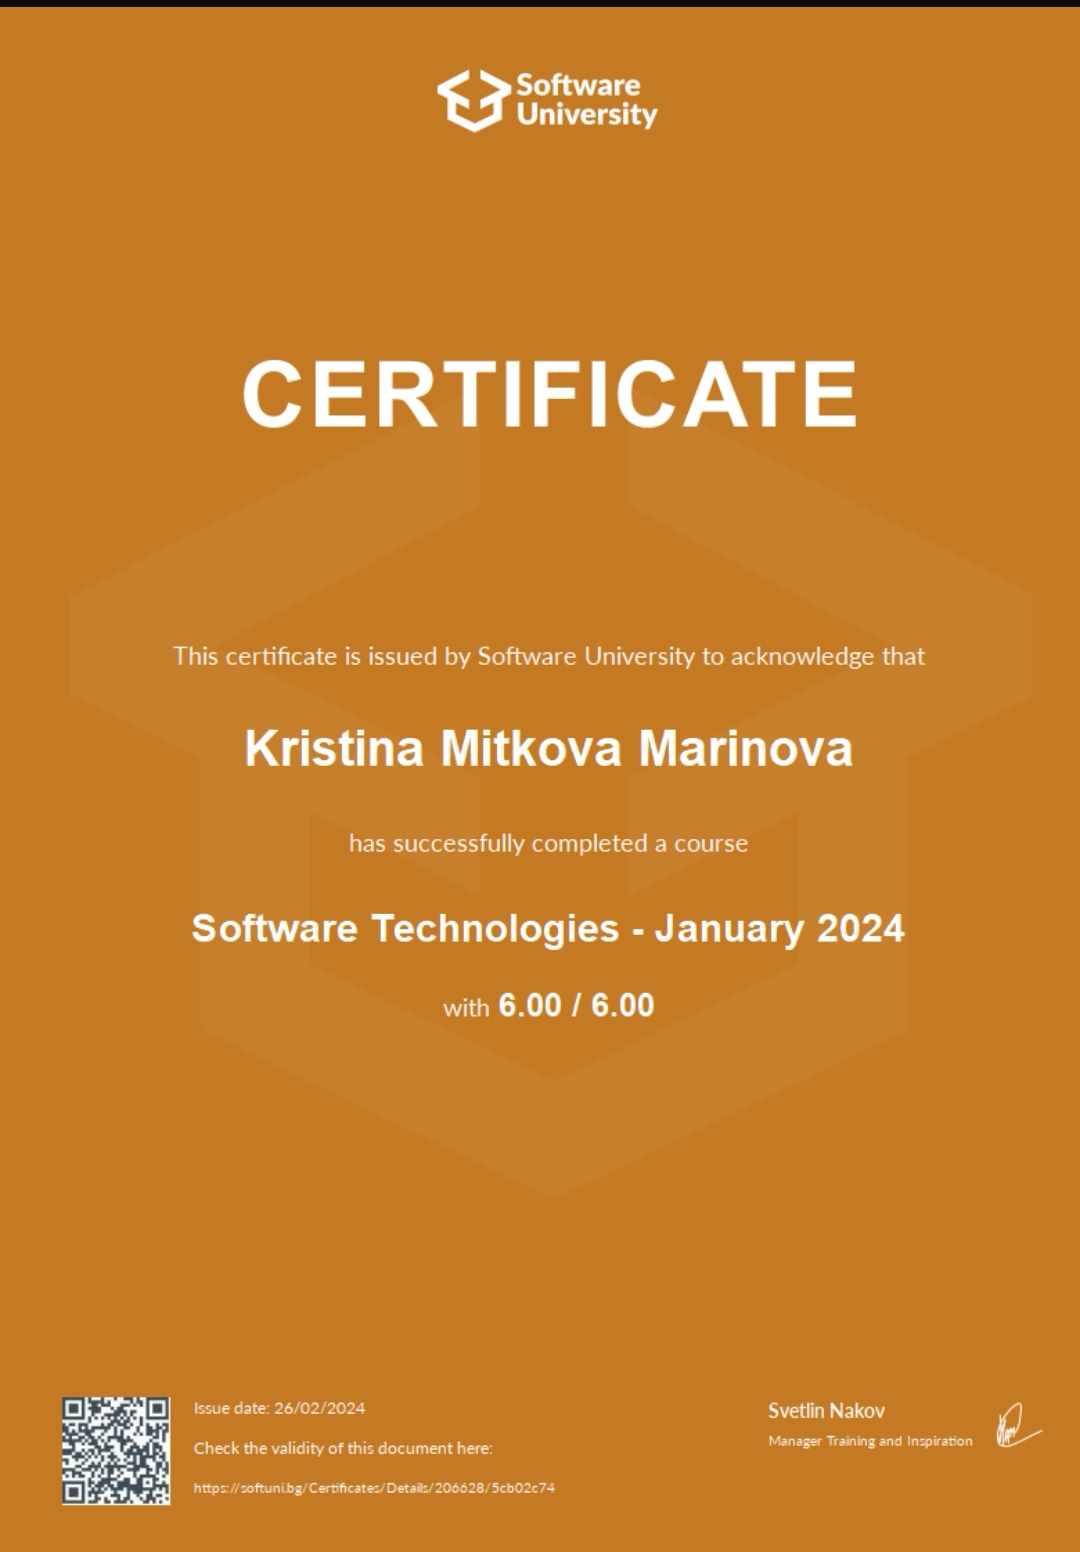 Software
University
CERTIFICATE
This certificate is issued by Software University to acknowledge that
Kristina Mitkova Marinova
has successfully completed a course
Software Technologies - January 2024
with 6.00 / 6.00
Issue date: 26/02/2024
Check the validity of this document here:
https://softuni.bg/Certificates/Details/206628/5cb02c74
Svetlin Nakov
Manager Training and Inspiration